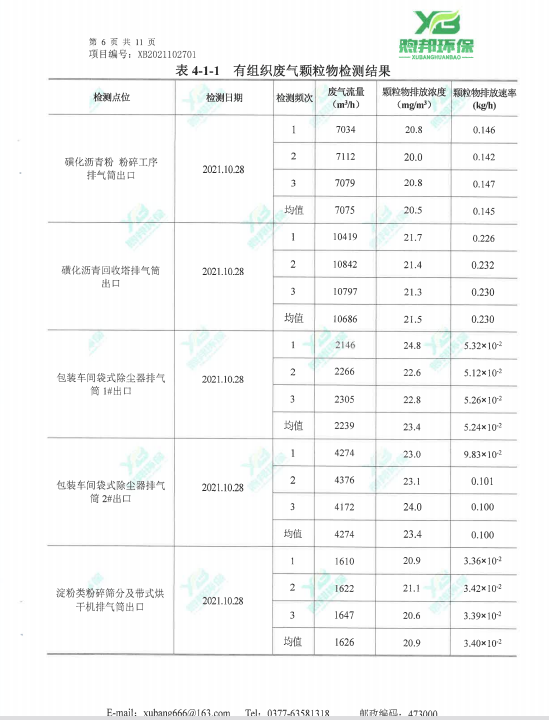 XB
煦邦环保
XUBANGHUANBAO
第 6 页 共 11 页
项目编号：XB2021102701
表 4-1-1 有组织废气颗粒物检测结果
检测点位 检测日期 检测频次 废气流量（m³/h） 颗粒物排放浓度（mg/m³） 颗粒物排放速率(kg/h)
磺化沥青粉 粉碎工序
排气筒出口
2021.10.28
1 7034 20.8 0.146
2 7112 20.0 0.142
3 7079 20.8 0.147
均值 7075 20.5 0.145
磺化沥青回收塔排气筒
出口
2021.10.28
1 10419 21.7 0.226
2 10842 21.4 0.232
3 10797 21.3 0.230
均值 10686 21.5 0.230
包装车间袋式除尘器排气
筒 1#出口
2021.10.28
1 2146 24.8 5.32×10⁻²
2 2266 22.6 5.12×10⁻²
3 2305 22.8 5.26×10⁻²
均值 2239 23.4 5.24×10⁻²
包装车间袋式除尘器排气
筒 2#出口
2021.10.28
1 4274 23.0 9.83×10⁻²
2 4376 23.1 0.101
3 4172 24.0 0.100
均值 4274 23.4 0.100
淀粉类粉碎筛分及带式烘
干机排气筒出口
2021.10.28
1 1610 20.9 3.36×10⁻²
2 1622 21.1 3.42×10⁻²
3 1647 20.6 3.39×10⁻²
均值 1626 20.9 3.40×10⁻²
E-mail: xubang666@163.com Tel: 0377-63581318 邮政编码：473000